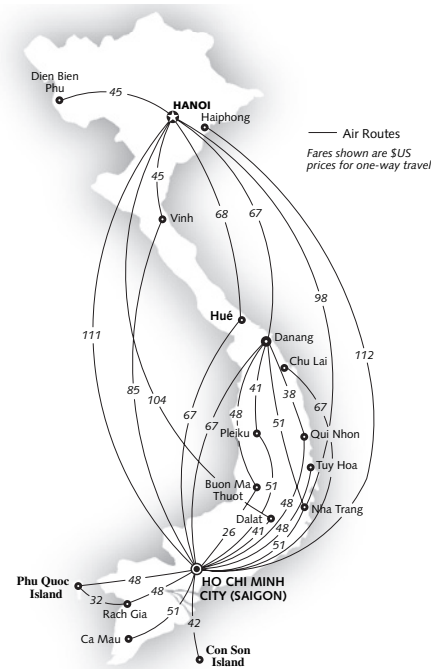 Dien Bien
Phu
45
HANOI
Haiphong
Air Routes
Fares shown are $US
prices for one-way travel
45
Vinh
68
67
98
Hué
Danang
111
112
Chu Lai
85
104
41
38
67
67
67
48
51
Pleiku
Qui Nhon
Tuy Hoa
Buon Ma
Thuot
51
48
Nha Trang
Dalat
26
41
48
51
HO CHI MINH
CITY (SAIGON)
Phu Quoc
Island
48
32
48
Rach Gia
51
42
Ca Mau
Con Son
Island